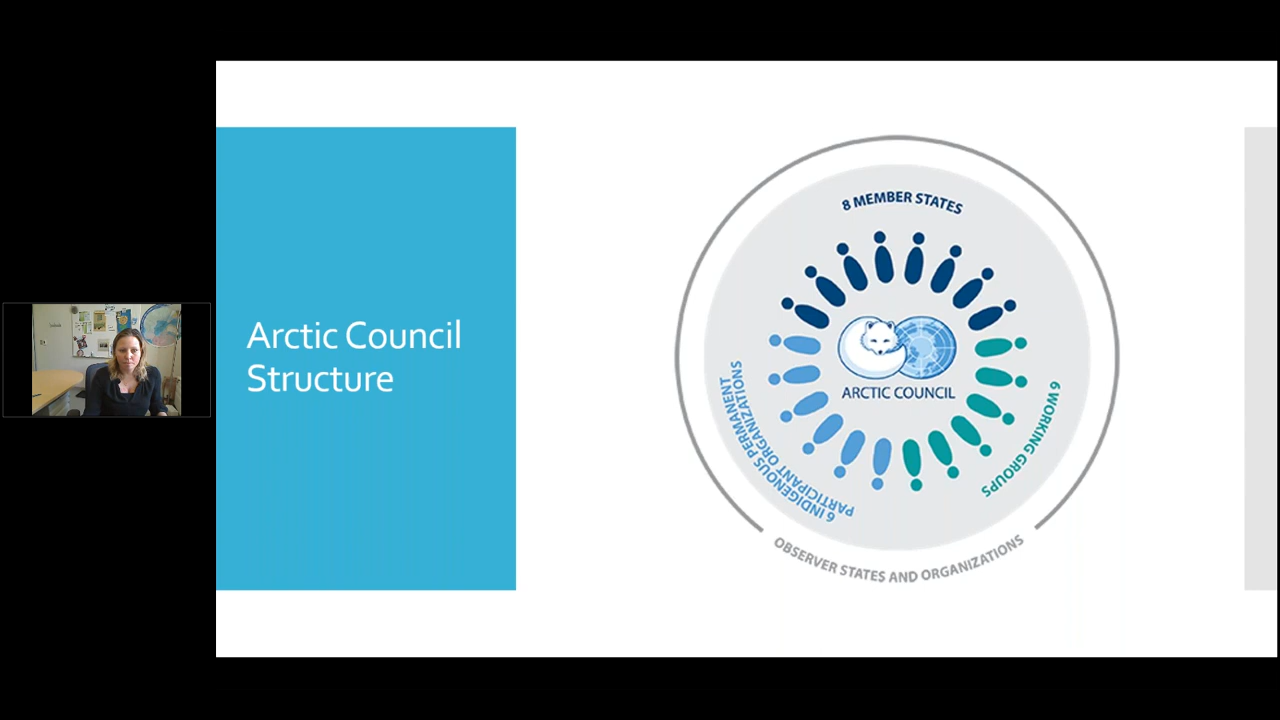 Arctic Council
Structure
8 MEMBER STATES
ARCTIC COUNCIL
6 WORKING GROUPS
6 INDIGENOUS PERMANENT
PARTICIPANT ORGANIZATIONS
OBSERVER STATES AND ORGANIZATIONS